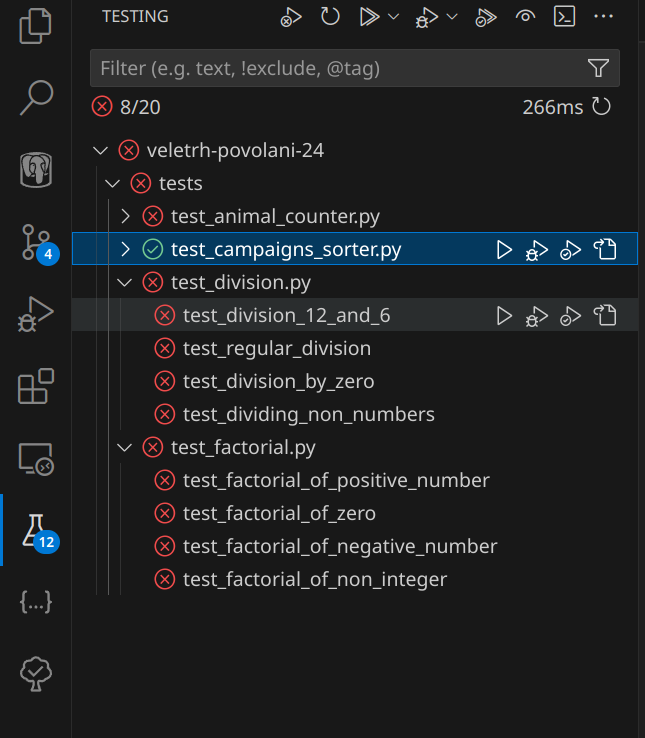 TESTING
Filter (e.g. text, !exclude, @tag)
8/20 266ms
veletrh-povolani-24
tests
test_animal_counter.py
test_campaigns_sorter.py
4
test_division.py
test_division_12_and_6
test_regular_division
test_division_by_zero
test_dividing_non_numbers
test_factorial.py
test_factorial_of_positive_number
test_factorial_of_zero
12
test_factorial_of_negative_number
test_factorial_of_non_integer
{...}